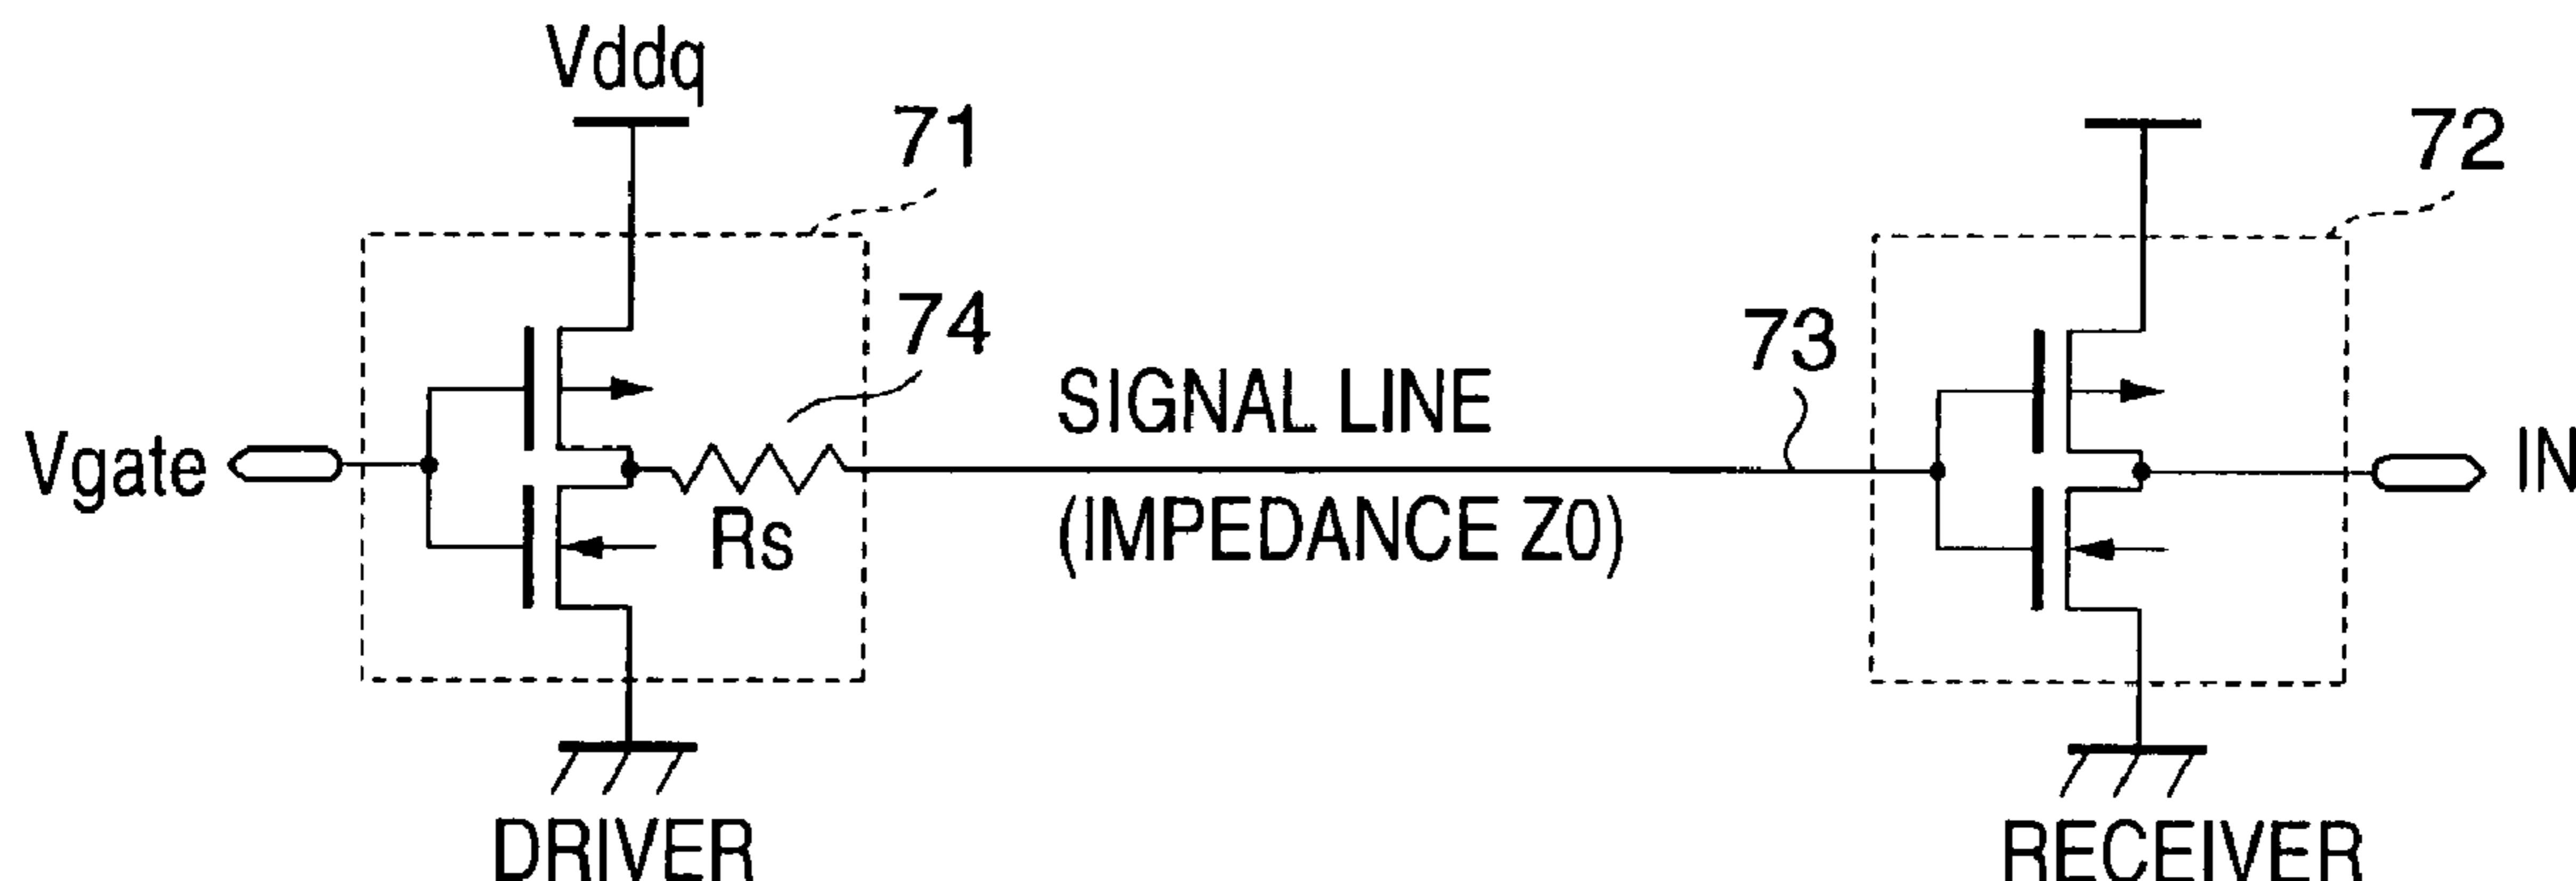 Vddq
71
72
74
73
SIGNAL LINE
(IMPEDANCE Z0)
Vgate
Rs
IN
DRIVER
RECEIVER